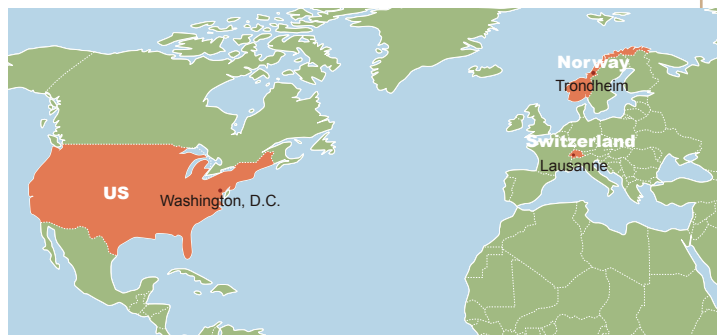 Norway
Trondheim
Switzerland
Lausanne
US
Washington, D.C.